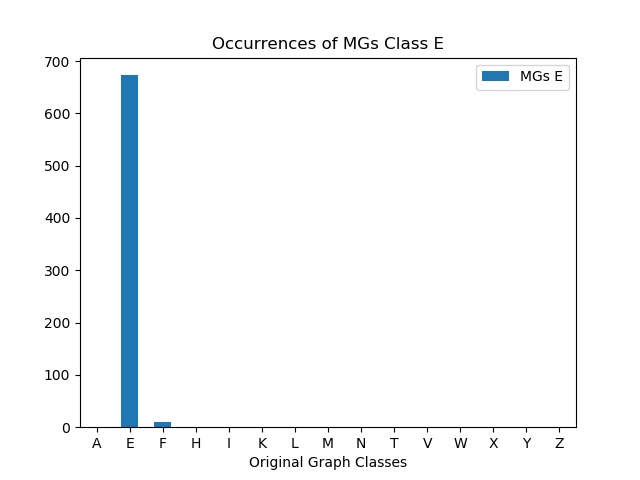 Occurrences of MGs Class E
MGs E
700
600
500
400
300
200
100
0
A E F H I K L M N T V W X Y Z
Original Graph Classes